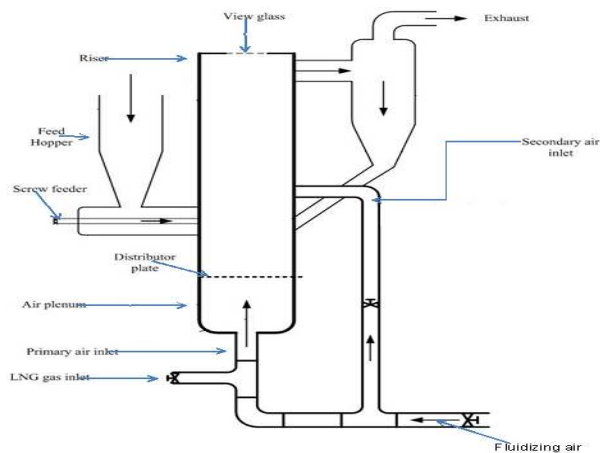 View glass
Exhaust
Riser
Feed
Hopper
Secondary air
inlet
Screw feeder
Distributor
plate
Air plenum
Primary air inlet
LNG gas inlet
Fluidizing air